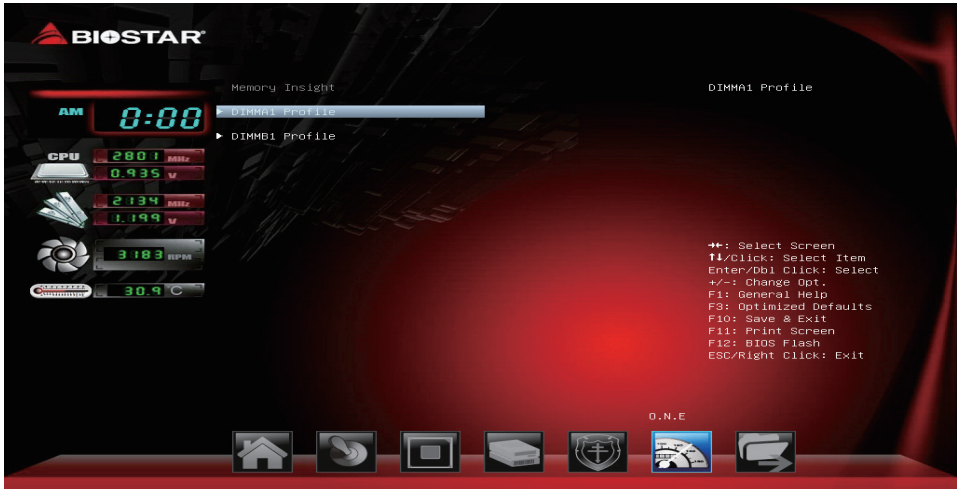 BIOSTAR®
Memory Insight
DIMMA1 Profile
DIMMA1 Profile
DIMMB1 Profile
AM 0:00
CPU 2801 MHz
0.935 V
2134 MHz
1.199 V
3183 RPM
30.9 C
→←: Select Screen
↑↓/Click: Select Item
Enter/Dbl Click: Select
+/-: Change Opt.
F1: General Help
F3: Optimized Defaults
F10: Save & Exit
F11: Print Screen
F12: BIOS Flash
ESC/Right Click: Exit
O.N.E